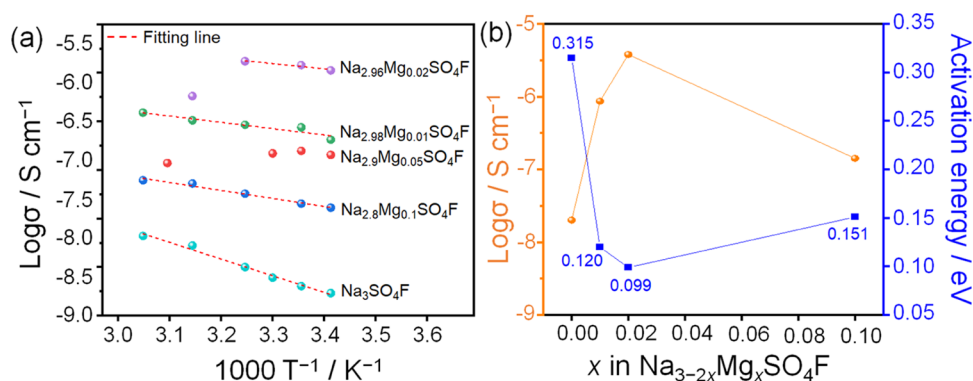 (a)
Fitting line
Na2.96Mg0.02SO4F
Na2.98Mg0.01SO4F
Na2.9Mg0.05SO4F
Na2.8Mg0.1SO4F
Na3SO4F
Logσ / S cm⁻¹
-5.5
-6.0
-6.5
-7.0
-7.5
-8.0
-8.5
-9.0
3.0 3.1 3.2 3.3 3.4 3.5 3.6
1000 T⁻¹ / K⁻¹
(b)
Logσ / S cm⁻¹
-5
-6
-7
-8
-9
0.315
0.120
0.099
0.151
0.35
0.30
0.25
0.20
0.15
0.10
0.05
Activation energy / eV
0.00 0.02 0.04 0.06 0.08 0.10
x in Na3−2xMgxSO4F